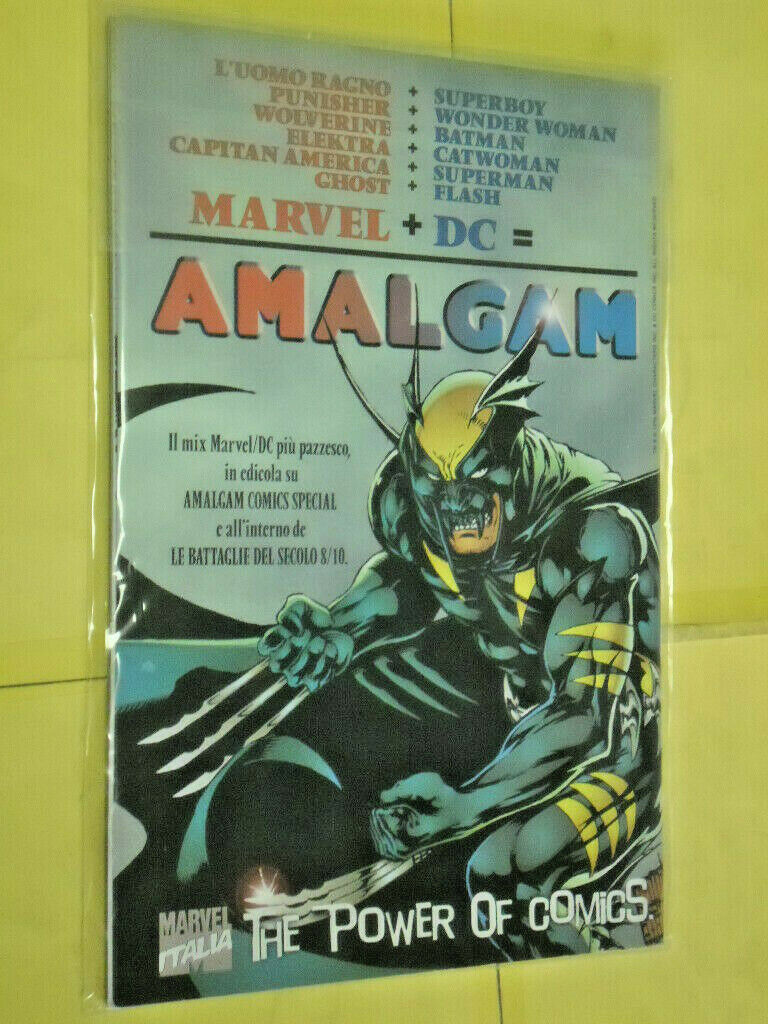 L'UOMO RAGNO + SUPERBOY
PUNISHER + WONDER WOMAN
WOLVERINE + BATMAN
ELEKTRA + CATWOMAN
CAPITAN AMERICA + SUPERMAN
GHOST + FLASH
MARVEL + DC =
AMALGAM
Il mix Marvel/DC più pazzesco,
in edicola su
AMALGAM COMICS SPECIAL
e all'interno de
LE BATTAGLIE DEL SECOLO 8/10.
MARVEL
ITALIA
THE POWER OF COMICS.